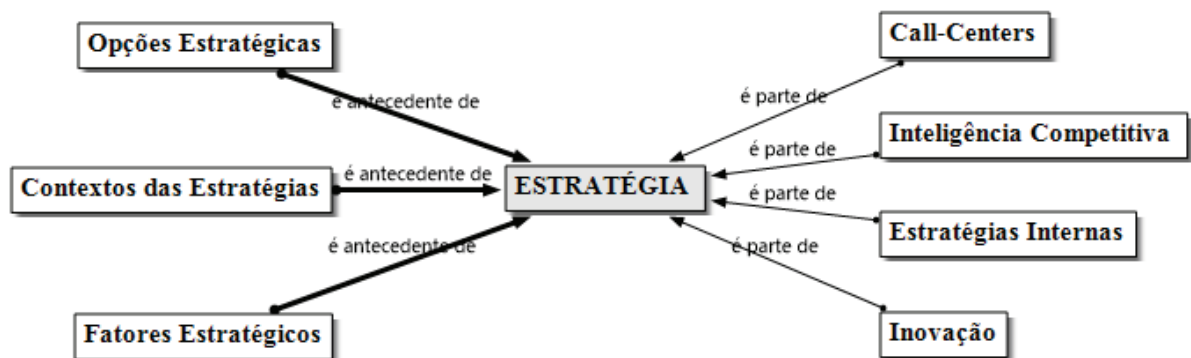 Opções Estratégicas
é antecedente de
Contextos das Estratégias
é antecedente de
Fatores Estratégicos
é antecedente de
ESTRATÉGIA
Call-Centers
é parte de
Inteligência Competitiva
é parte de
Estratégias Internas
é parte de
Inovação
é parte de